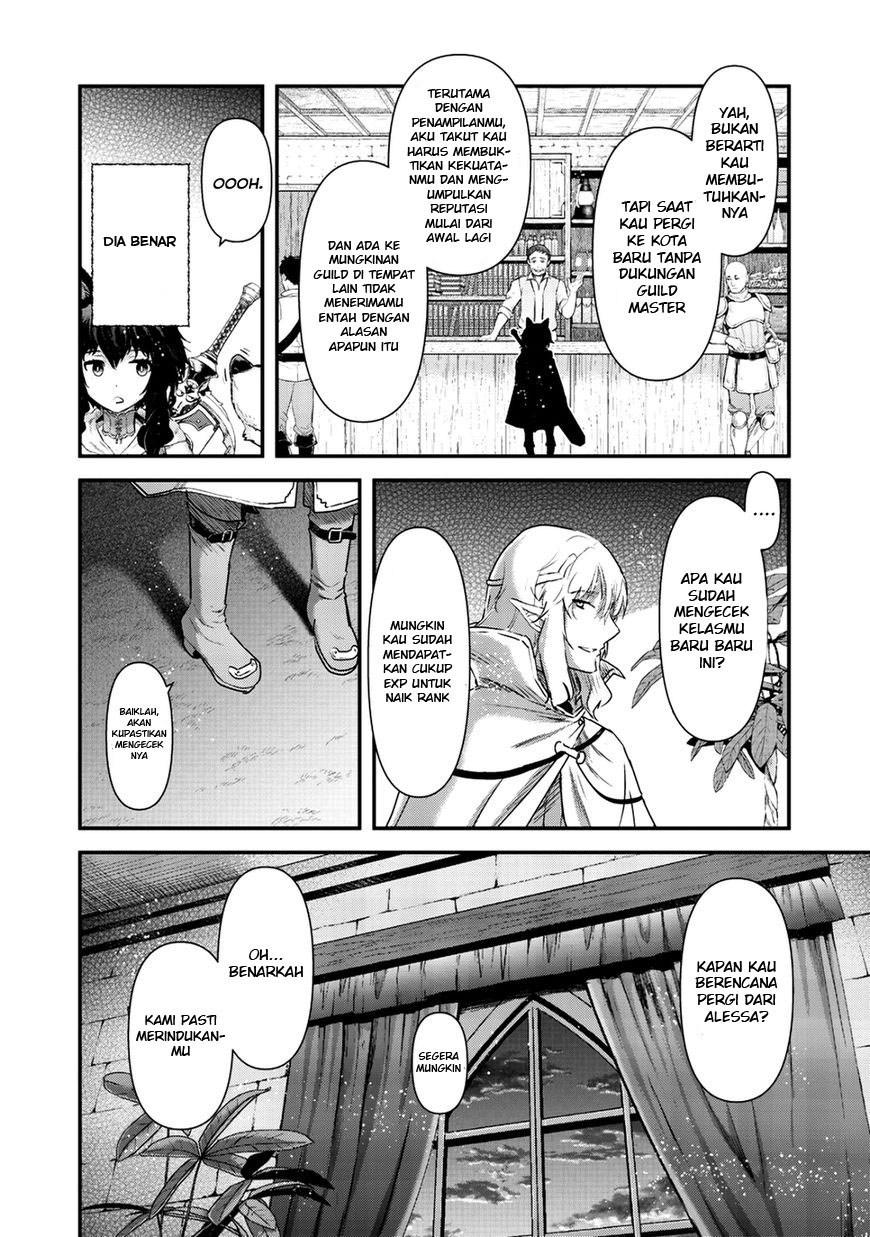 YAH,
BUKAN
BERARTI
KAU
MEMBU-
TUHKAN-
NYA
TAPI SAAT
KAU PERGI
KE KOTA
BARU TANPA
DUKUNGAN
GUILD
MASTER
TERUTAMA
DENGAN
PENAMPILANMU,
AKU TAKUT KAU
HARUS MEMBUK-
TIKAN KEKUATA-
NMU DAN MENG-
UMPULKAN
REPUTASI
MULAI DARI
AWAL LAGI
DAN ADA KE
MUNGKINAN
GUILD DI TEMPAT
LAIN TIDAK
MENERIMAMU
ENTAH DENGAN
ALASAN
APAPUN ITU
OOOH.
DIA BENAR
....
APA KAU
SUDAH
MENGECEK
KELASMU
BARU BARU
INI?
MUNGKIN
KAU SUDAH
MENDAPAT-
KAN CUKUP
EXP UNTUK
NAIK RANK
BAIKLAH,
AKAN
KUPASTIKAN
MENGECEK
NYA
KAPAN KAU
BERENCANA
PERGI DARI
ALESSA?
SEGERA
MUNGKIN
OH...
BENARKAH
KAMI PASTI
MERINDUKAN-
MU